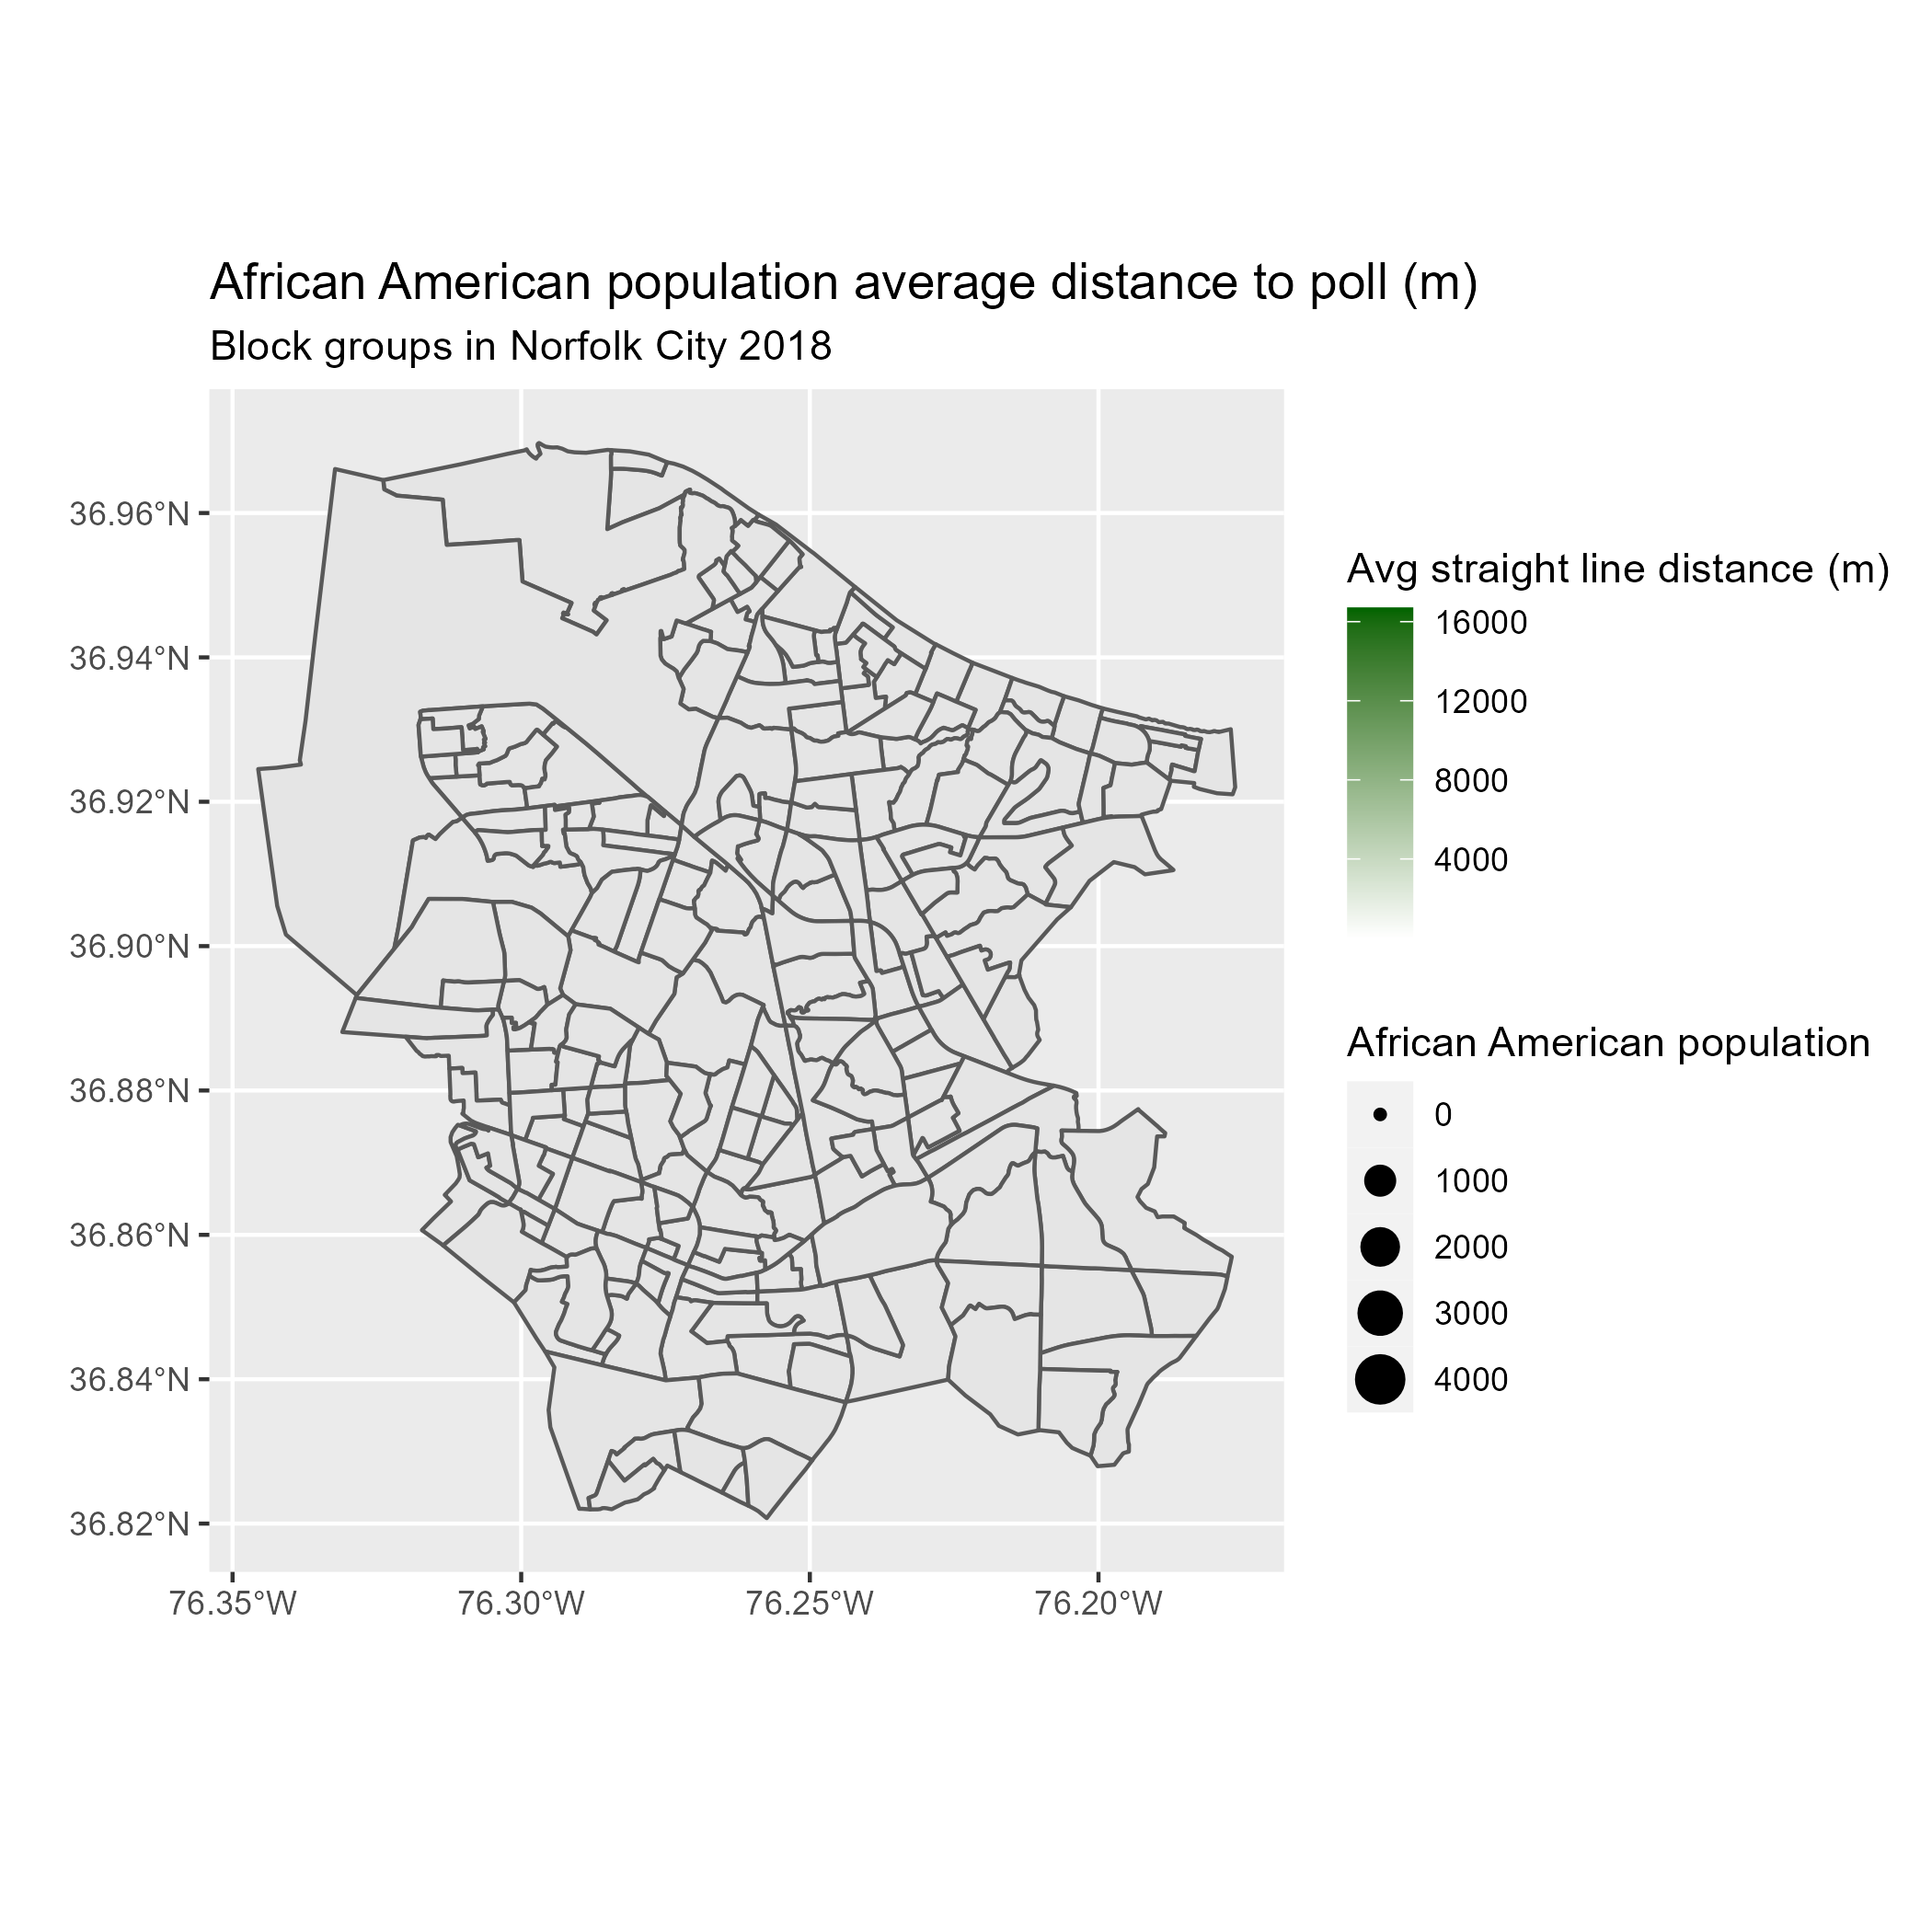 African American population average distance to poll (m)
Block groups in Norfolk City 2018
36.96°N
36.94°N
36.92°N
36.90°N
36.88°N
36.86°N
36.84°N
36.82°N
76.35°W
76.30°W
76.25°W
76.20°W
Avg straight line distance (m)
16000
12000
8000
4000
African American population
0
1000
2000
3000
4000